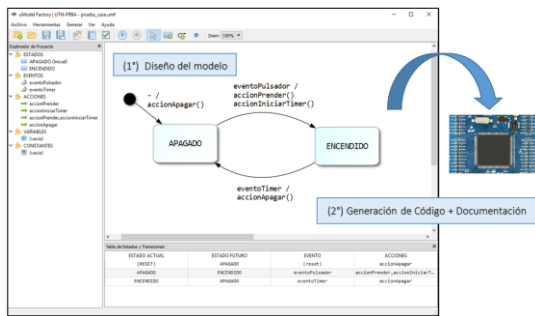 uModel Factory | UTN-FRBA - prueba_case.umf
Archivo Herramientas Generar Ver Ayuda
Zoom: 100%
Explorador de Proyecto
ESTADOS
APAGADO (inicial)
ENCENDIDO
EVENTOS
eventoPulsador
eventoTimer
ACCIONES
accionPrender
accionIniciarTimer
accionPrender,accionIniciarTimer
accionApagar
VARIABLES
(vacío)
CONSTANTES
(vacío)
(1°) Diseño del modelo
- /
accionApagar()
eventoPulsador /
accionPrender()
accionIniciarTimer()
APAGADO
ENCENDIDO
eventoTimer /
accionApagar()
(2°) Generación de Código + Documentación
Tabla de Estados y Transiciones
ESTADO ACTUAL ESTADO FUTURO EVENTO ACCIONES
(RESET) APAGADO (reset) accionApagar
APAGADO ENCENDIDO eventoPulsador accionPrender,accionIniciarT...
ENCENDIDO APAGADO eventoTimer accionApagar